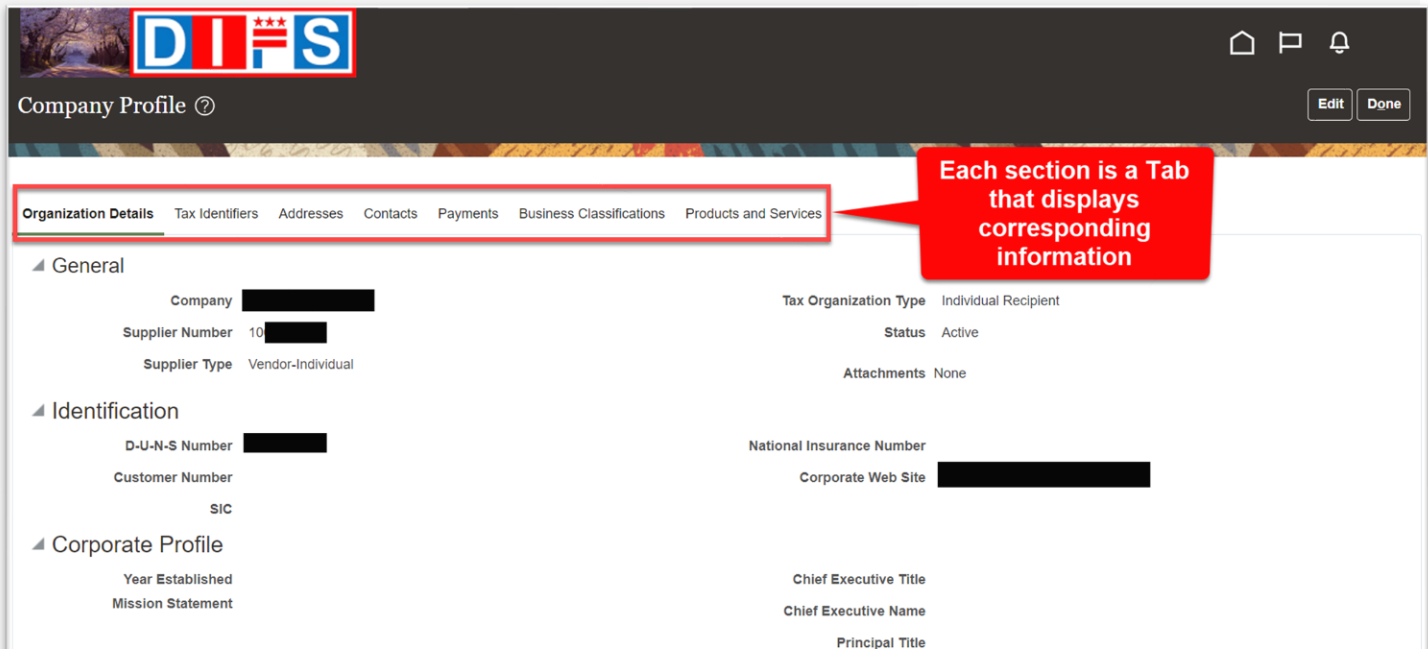 DIFS
Company Profile ?
Edit Done
Each section is a Tab
that displays
corresponding
information
Organization Details Tax Identifiers Addresses Contacts Payments Business Classifications Products and Services
General
Company
Tax Organization Type Individual Recipient
Supplier Number 10
Status Active
Supplier Type Vendor-Individual
Attachments None
Identification
D-U-N-S Number
National Insurance Number
Customer Number
Corporate Web Site
SIC
Corporate Profile
Year Established
Chief Executive Title
Mission Statement
Chief Executive Name
Principal Title